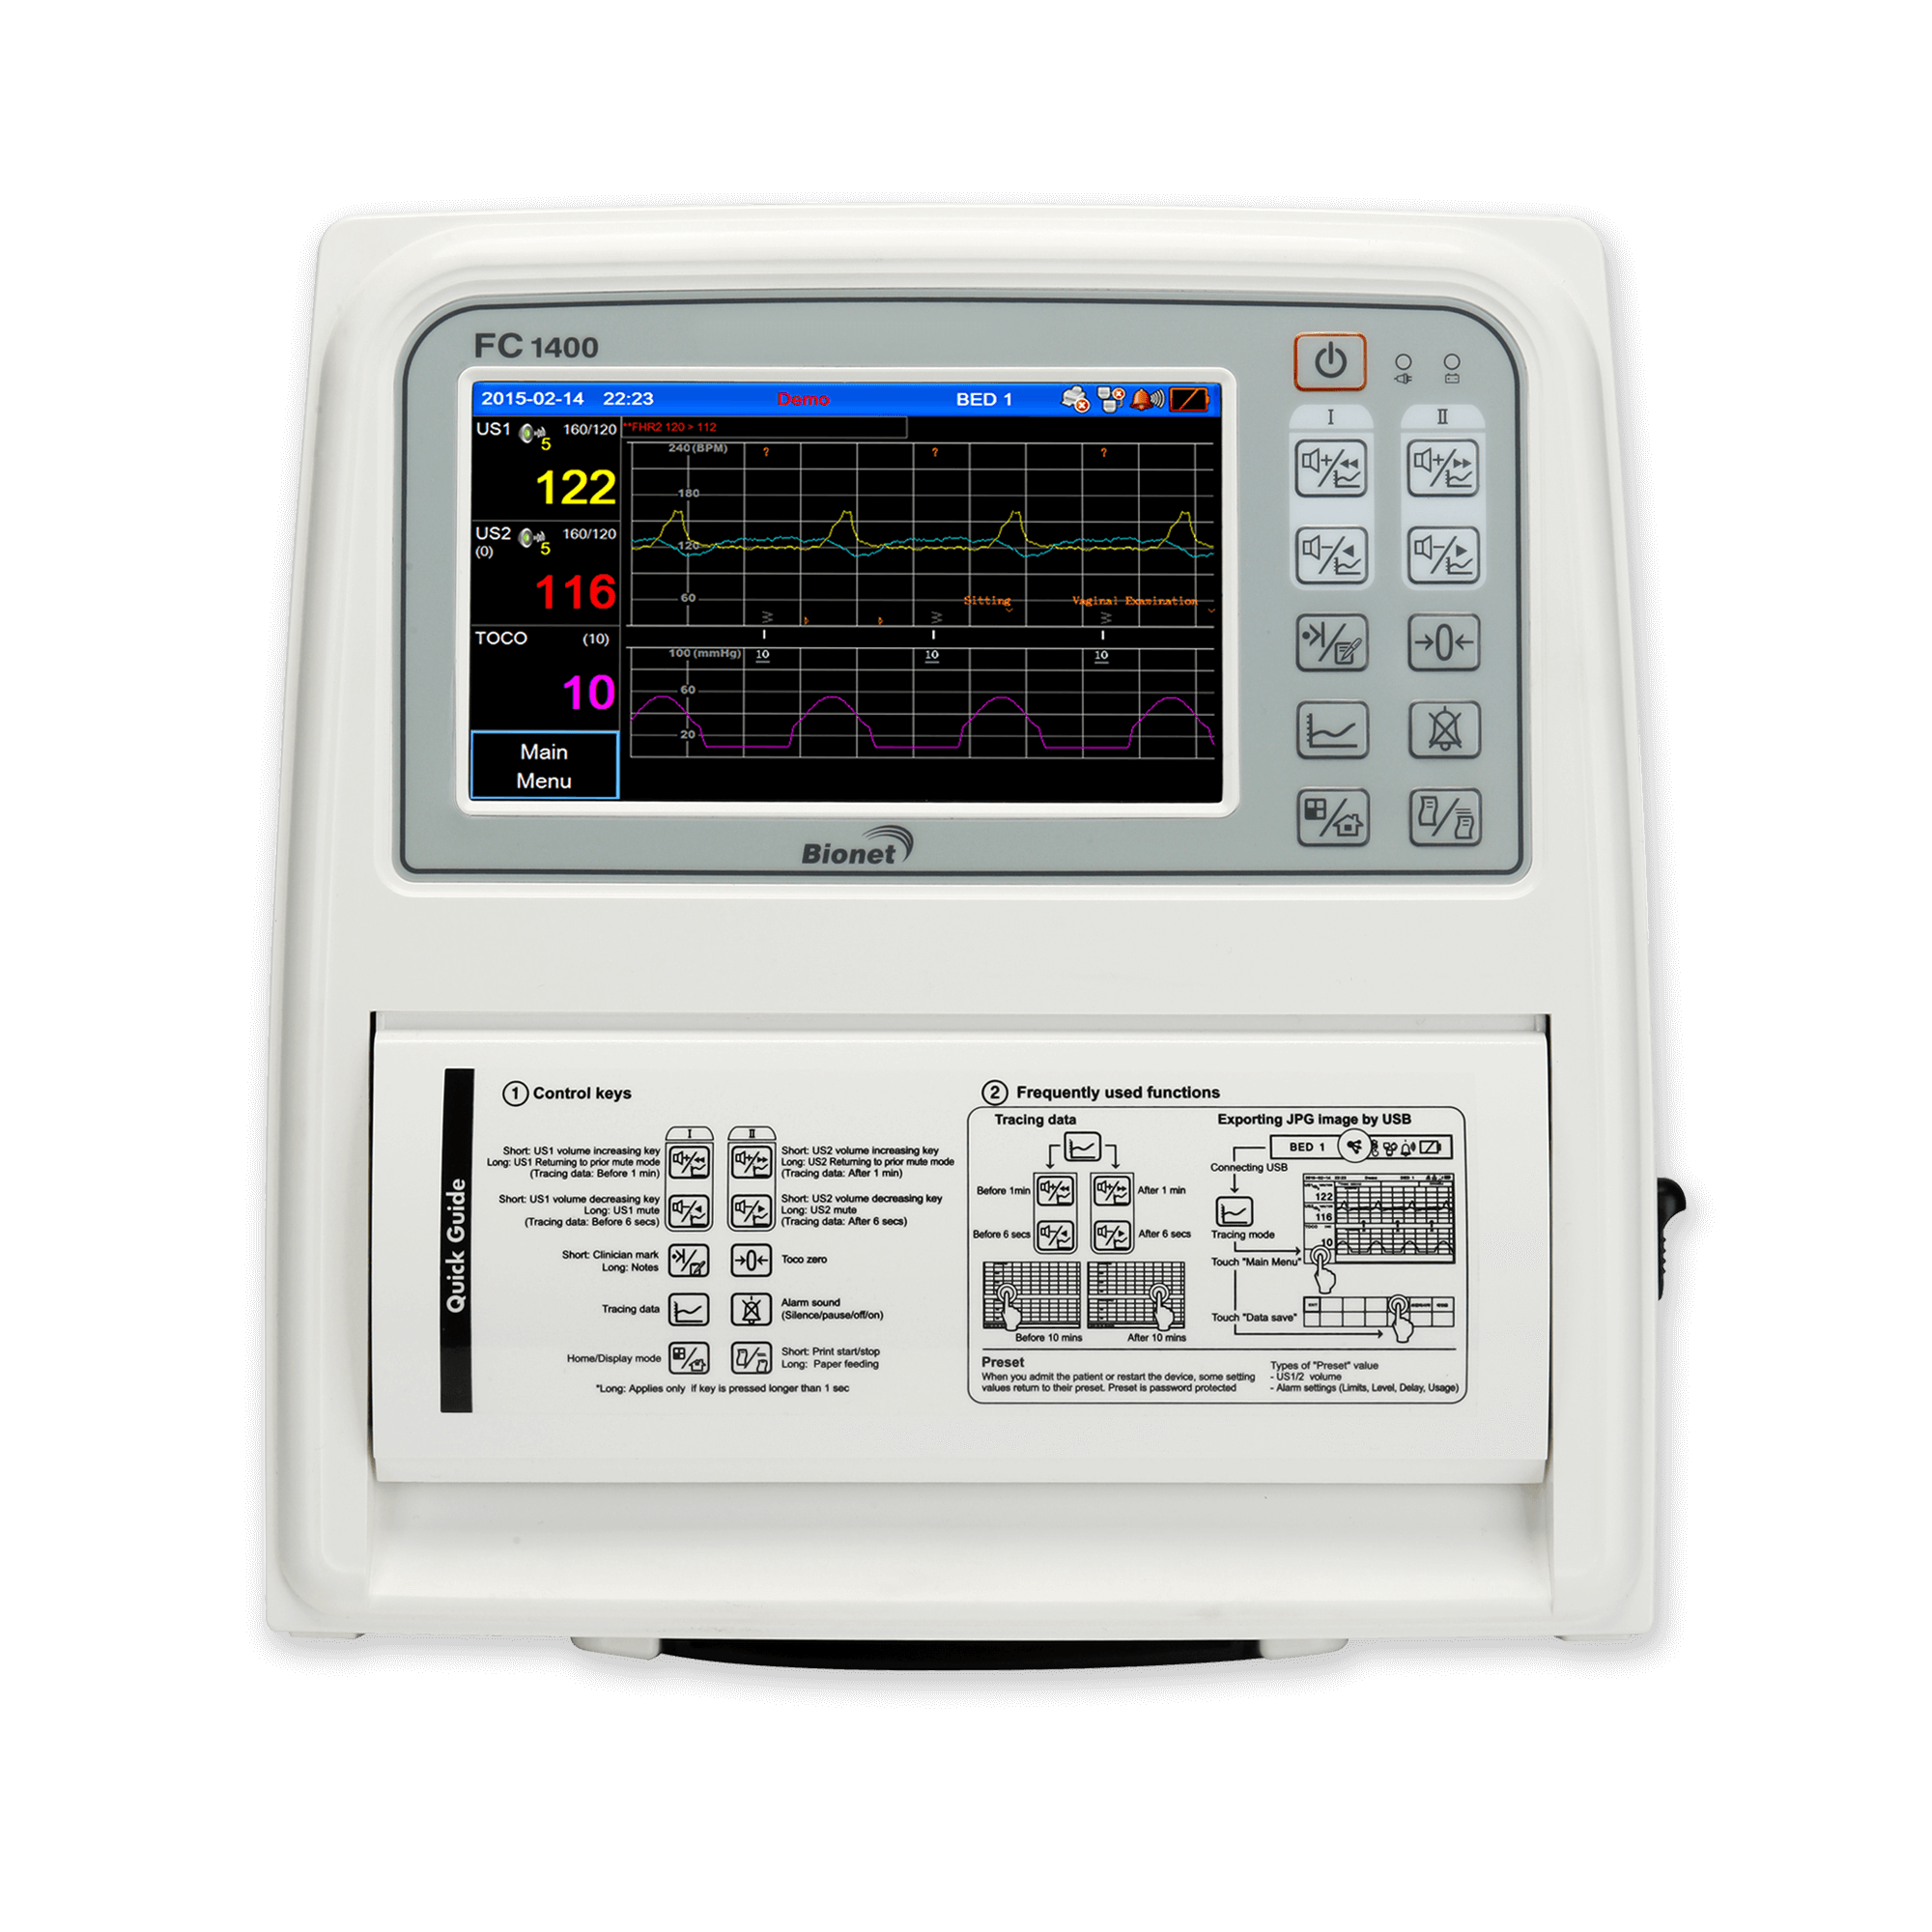 FC 1400
2015-02-14 22:23 Demo BED 1
US1 5 160/120
122
US2 5 160/120
(0)
116
TOCO (10)
10
Main
Menu
**FHR2 120 > 112
240 (BPM) ? ? ?
180
120
60
Sitting Vaginal Examination
100 (mmHg) 10 10 10
60
20
I II
Bionet
Quick Guide
1 Control keys
I II
Short: US1 volume increasing key
Long: US1 Returning to prior mute mode
(Tracing data: Before 1 min)
Short: US2 volume increasing key
Long: US2 Returning to prior mute mode
(Tracing data: After 1 min)
Short: US1 volume decreasing key
Long: US1 mute
(Tracing data: Before 6 secs)
Short: US2 volume decreasing key
Long: US2 mute
(Tracing data: After 6 secs)
Short: Clinician mark
Long: Notes
Toco zero
Tracing data
Alarm sound
(Silence/pause/off/on)
Home/Display mode
Short: Print start/stop
Long: Paper feeding
*Long: Applies only if key is pressed longer than 1 sec
2 Frequently used functions
Tracing data
Before 1min
After 1 min
Before 6 secs
After 6 secs
Before 10 mins
After 10 mins
Exporting JPG image by USB
BED 1
Connecting USB
122
116
10
Tracing mode
Touch "Main Menu"
Touch "Data save"
Preset
When you admit the patient or restart the device, some setting
values return to their preset. Preset is password protected
Types of "Preset" value
- US1/2 volume
- Alarm settings (Limits, Level, Delay, Usage)